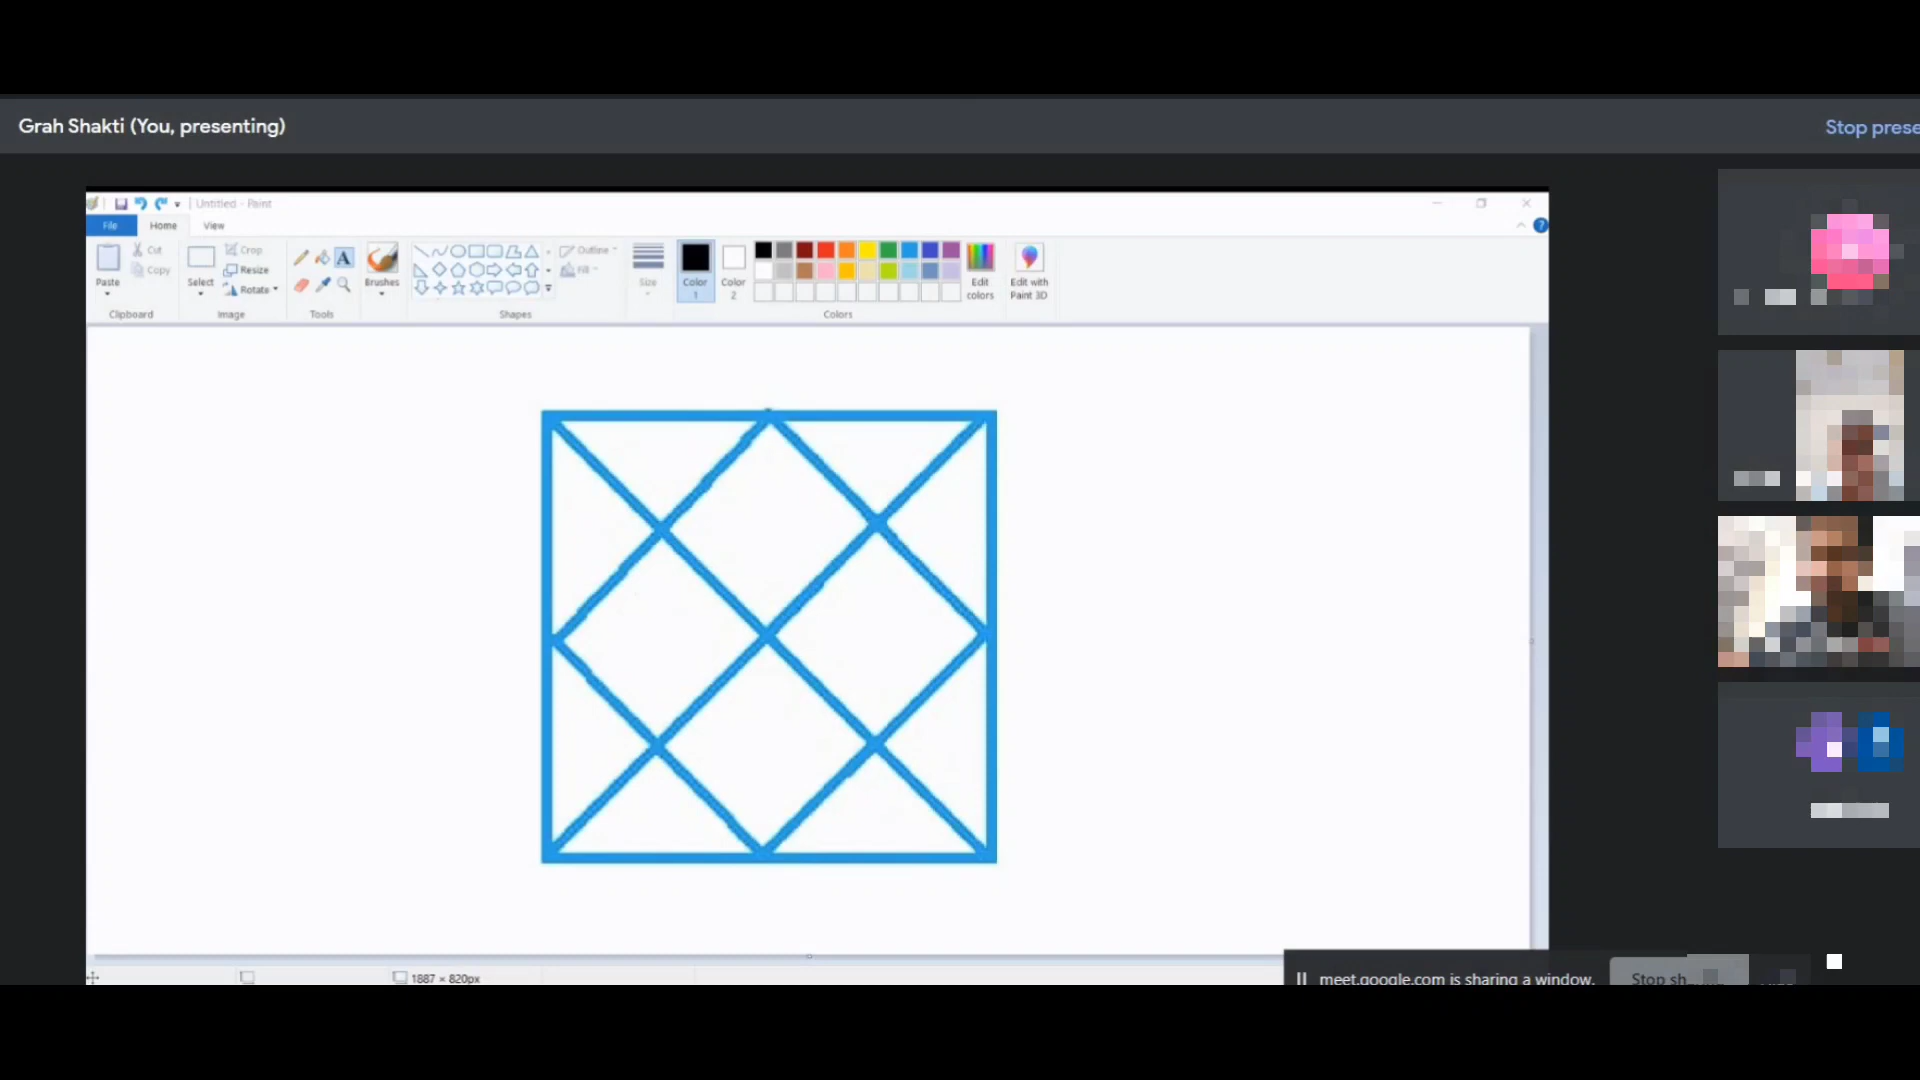 Grah Shakti (You, presenting)
Stop prese
Untitled - Paint
File Home View
Cut
Copy
Paste
Clipboard
Crop
Resize
Rotate
Select
Image
A
Tools
Brushes
Outline
Fill
Shapes
Size
Color 1
Color 2
Edit colors
Edit with Paint 3D
Colors
1887 × 820px
meet.google.com is sharing a window.
Stop sh